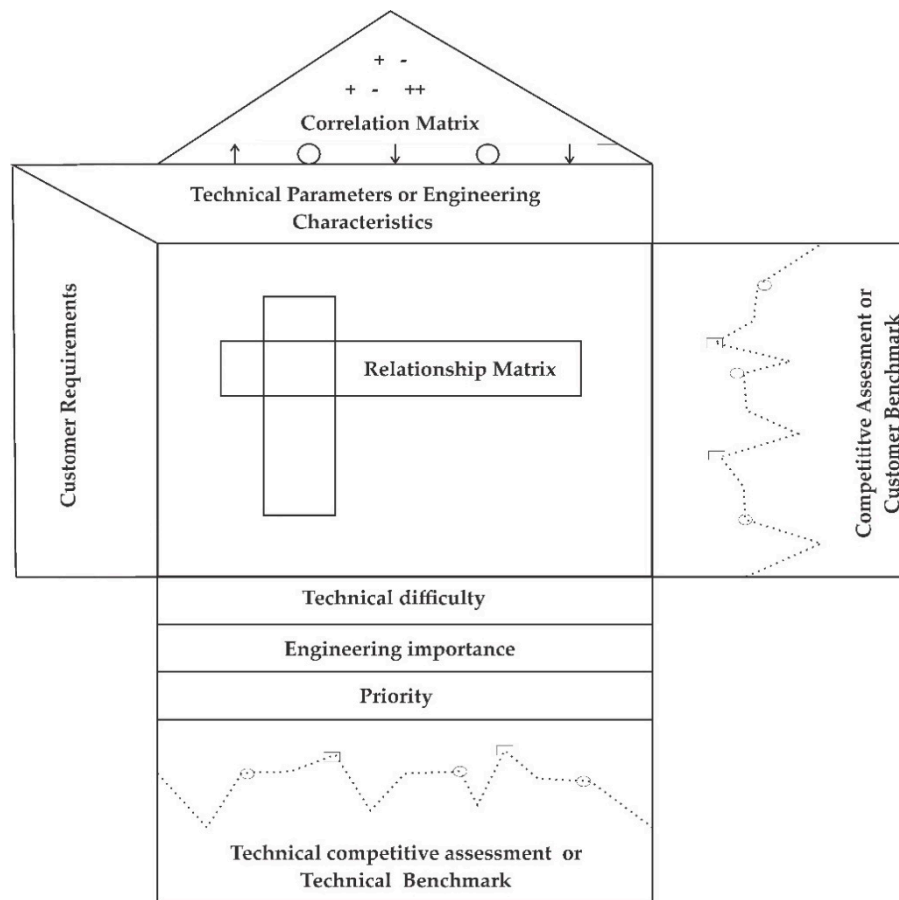 + -
+ - ++
Correlation Matrix
Technical Parameters or Engineering
Characteristics
Customer Requirements
Relationship Matrix
Competititve Assesment or
Customer Benchmark
Technical difficulty
Engineering importance
Priority
Technical competitive assessment or
Technical Benchmark